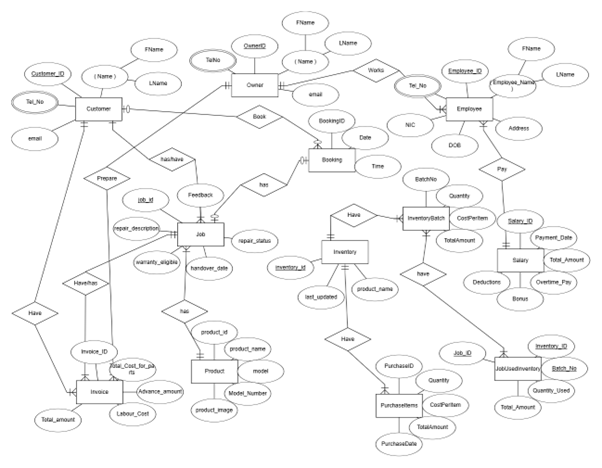 FName
Customer_ID
( Name )
LName
Tel_No
Customer
email
FName
OwnerID
LName
TelNo
( Name )
Owner
email
Works
FName
Employee_ID
LName
Tel_No
(Employee_Name
)
Employee
NIC
Address
DOB
Book
BookingID
Date
Booking
Time
has/have
Prepare
Feedback
has
Pay
job_id
repair_description
Job
repair_status
warranty_eligible
handover_date
Have
BatchNo
Quantity
InventoryBatch
CostPerItem
TotalAmount
Inventory
inventory_id
product_name
last_updated
have
Salary_ID
Payment_Date
Salary
Total_Amount
Deductions
Overtime_Pay
Bonus
Have/has
has
Have
Have
Invoice_ID
Total_Cost_for_pa
rts
Advance_amount
Invoice
Total_amount
Labour_Cost
product_id
product_name
Product
model
Model_Number
product_image
PurchaseID
Quantity
PurchaseItems
CostPerItem
TotalAmount
PurchaseDate
Inventory_ID
Job_ID
JobUsedInventory
Batch_No
Quantity_Used
Total_Amount